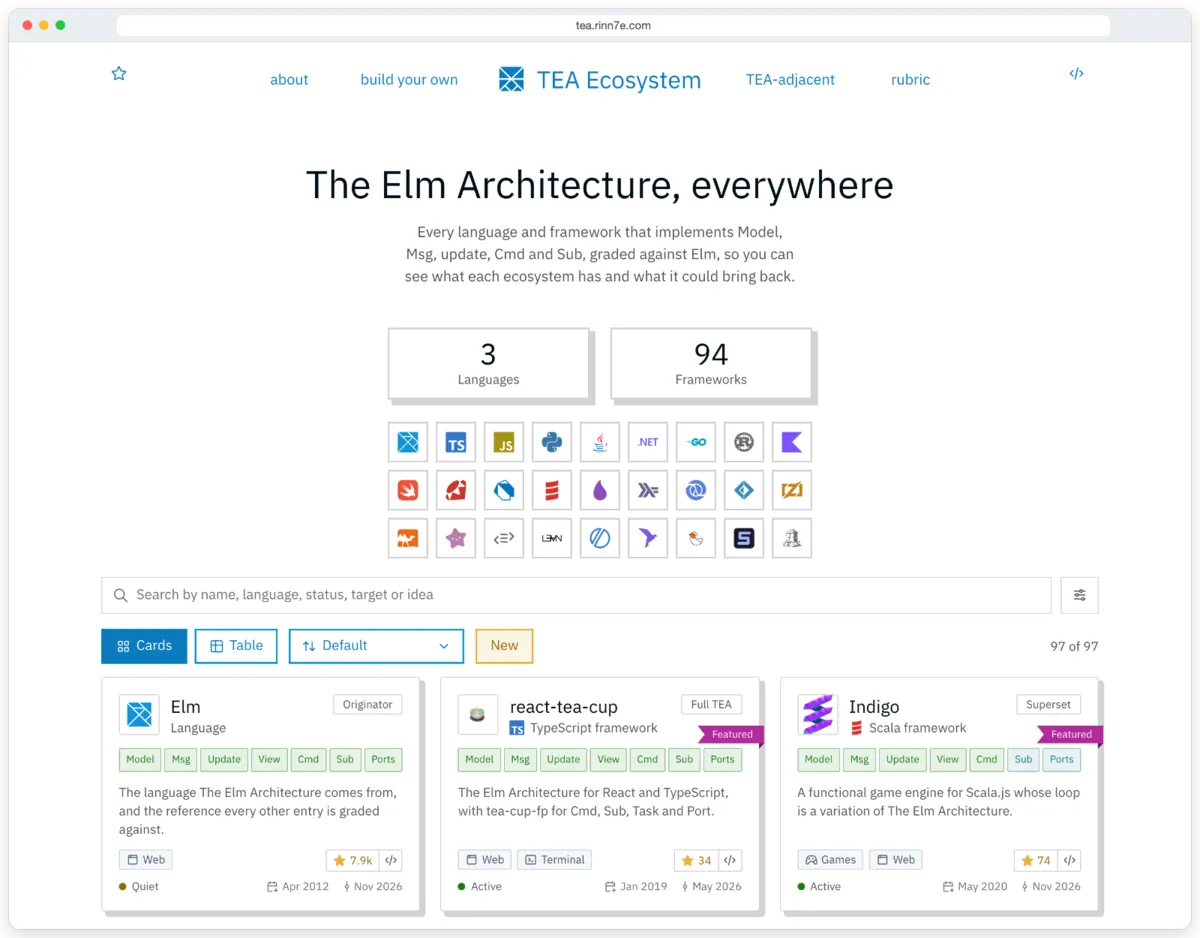 tea.rinn7e.com
about
build your own
TEA Ecosystem
TEA-adjacent
rubric
The Elm Architecture, everywhere
Every language and framework that implements Model,
Msg, update, Cmd and Sub, graded against Elm, so you can
see what each ecosystem has and what it could bring back.
3
Languages
94
Frameworks
TS
JS
.NET
GO
Search by name, language, status, target or idea
Cards
Table
Default
New
97 of 97
Elm
Originator
Language
Model Msg Update View Cmd Sub Ports
The language The Elm Architecture comes from,
and the reference every other entry is graded
against.
Web
7.9k
Quiet
Apr 2012
Nov 2026
react-tea-cup
Full TEA
TS TypeScript framework
Featured
Model Msg Update View Cmd Sub Ports
The Elm Architecture for React and TypeScript,
with tea-cup-fp for Cmd, Sub, Task and Port.
Web
Terminal
34
Active
Jan 2019
May 2026
Indigo
Superset
Scala framework
Featured
Model Msg Update View Cmd Sub Ports
A functional game engine for Scala.js whose loop
is a variation of The Elm Architecture.
Games
Web
74
Active
May 2020
Nov 2026